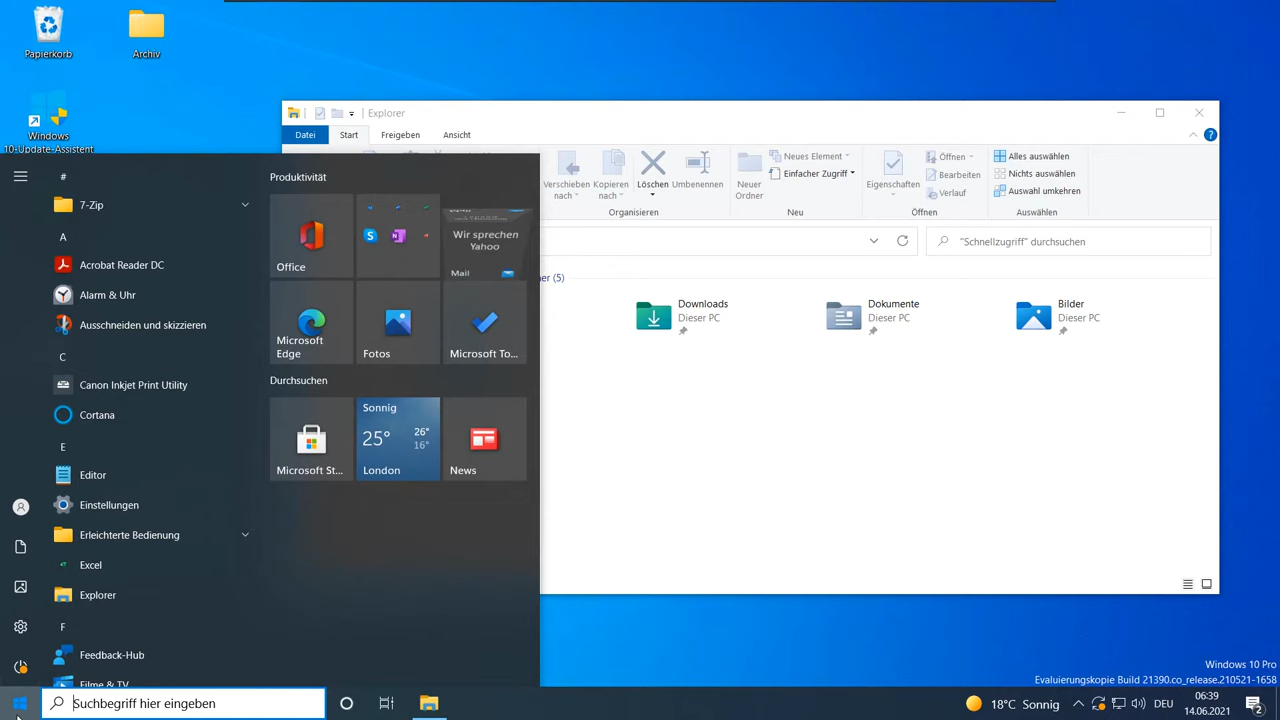 Papierkorb
Archiv
Windows
10-Update-Assistent
Explorer
Datei
Start
Freigeben
Ansicht
Verschieben
nach
Kopieren
nach
Löschen
Umbenennen
Organisieren
Neuer
Ordner
Neues Element
Einfacher Zugriff
Neu
Eigenschaften
Öffnen
Bearbeiten
Verlauf
Öffnen
Alles auswählen
Nichts auswählen
Auswahl umkehren
Auswählen
"Schnellzugriff" durchsuchen
er (5)
Downloads
Dieser PC
Dokumente
Dieser PC
Bilder
Dieser PC
#
7-Zip
A
Acrobat Reader DC
Alarm & Uhr
Ausschneiden und skizzieren
C
Canon Inkjet Print Utility
Cortana
E
Editor
Einstellungen
Erleichterte Bedienung
Excel
Explorer
F
Feedback-Hub
Filme & TV
Produktivität
Office
Wir sprechen
Yahoo
Mail
Microsoft
Edge
Fotos
Microsoft To...
Durchsuchen
Microsoft St...
Sonnig
25° 26°
16°
London
News
Windows 10 Pro
Evaluierungskopie Build 21390.co_release.210521-1658
Suchbegriff hier eingeben
18°C Sonnig
DEU
06:39
14.06.2021
2